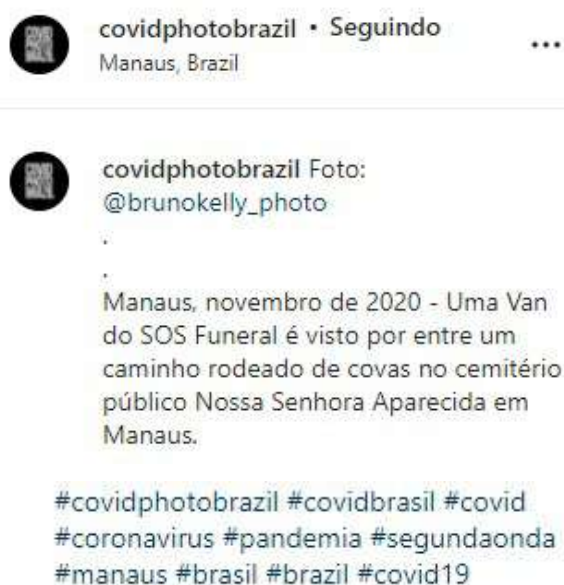 covidphotobrazil • Seguindo
Manaus, Brazil
...
covidphotobrazil Foto:
@brunokelly_photo
.
.
Manaus, novembro de 2020 - Uma Van
do SOS Funeral é visto por entre um
caminho rodeado de covas no cemitério
público Nossa Senhora Aparecida em
Manaus.
#covidphotobrazil #covidbrasil #covid
#coronavirus #pandemia #segundaonda
#manaus #brasil #brazil #covid19